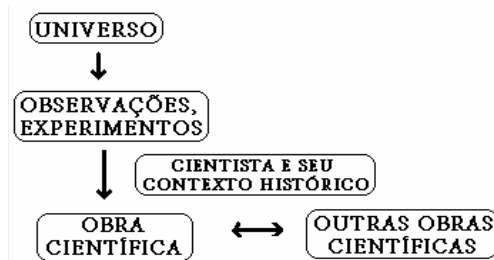 UNIVERSO
OBSERVAÇÕES,
EXPERIMENTOS
CIENTISTA E SEU
CONTEXTO HISTÓRICO
OBRA
CIENTÍFICA
OUTRAS OBRAS
CIENTÍFICAS